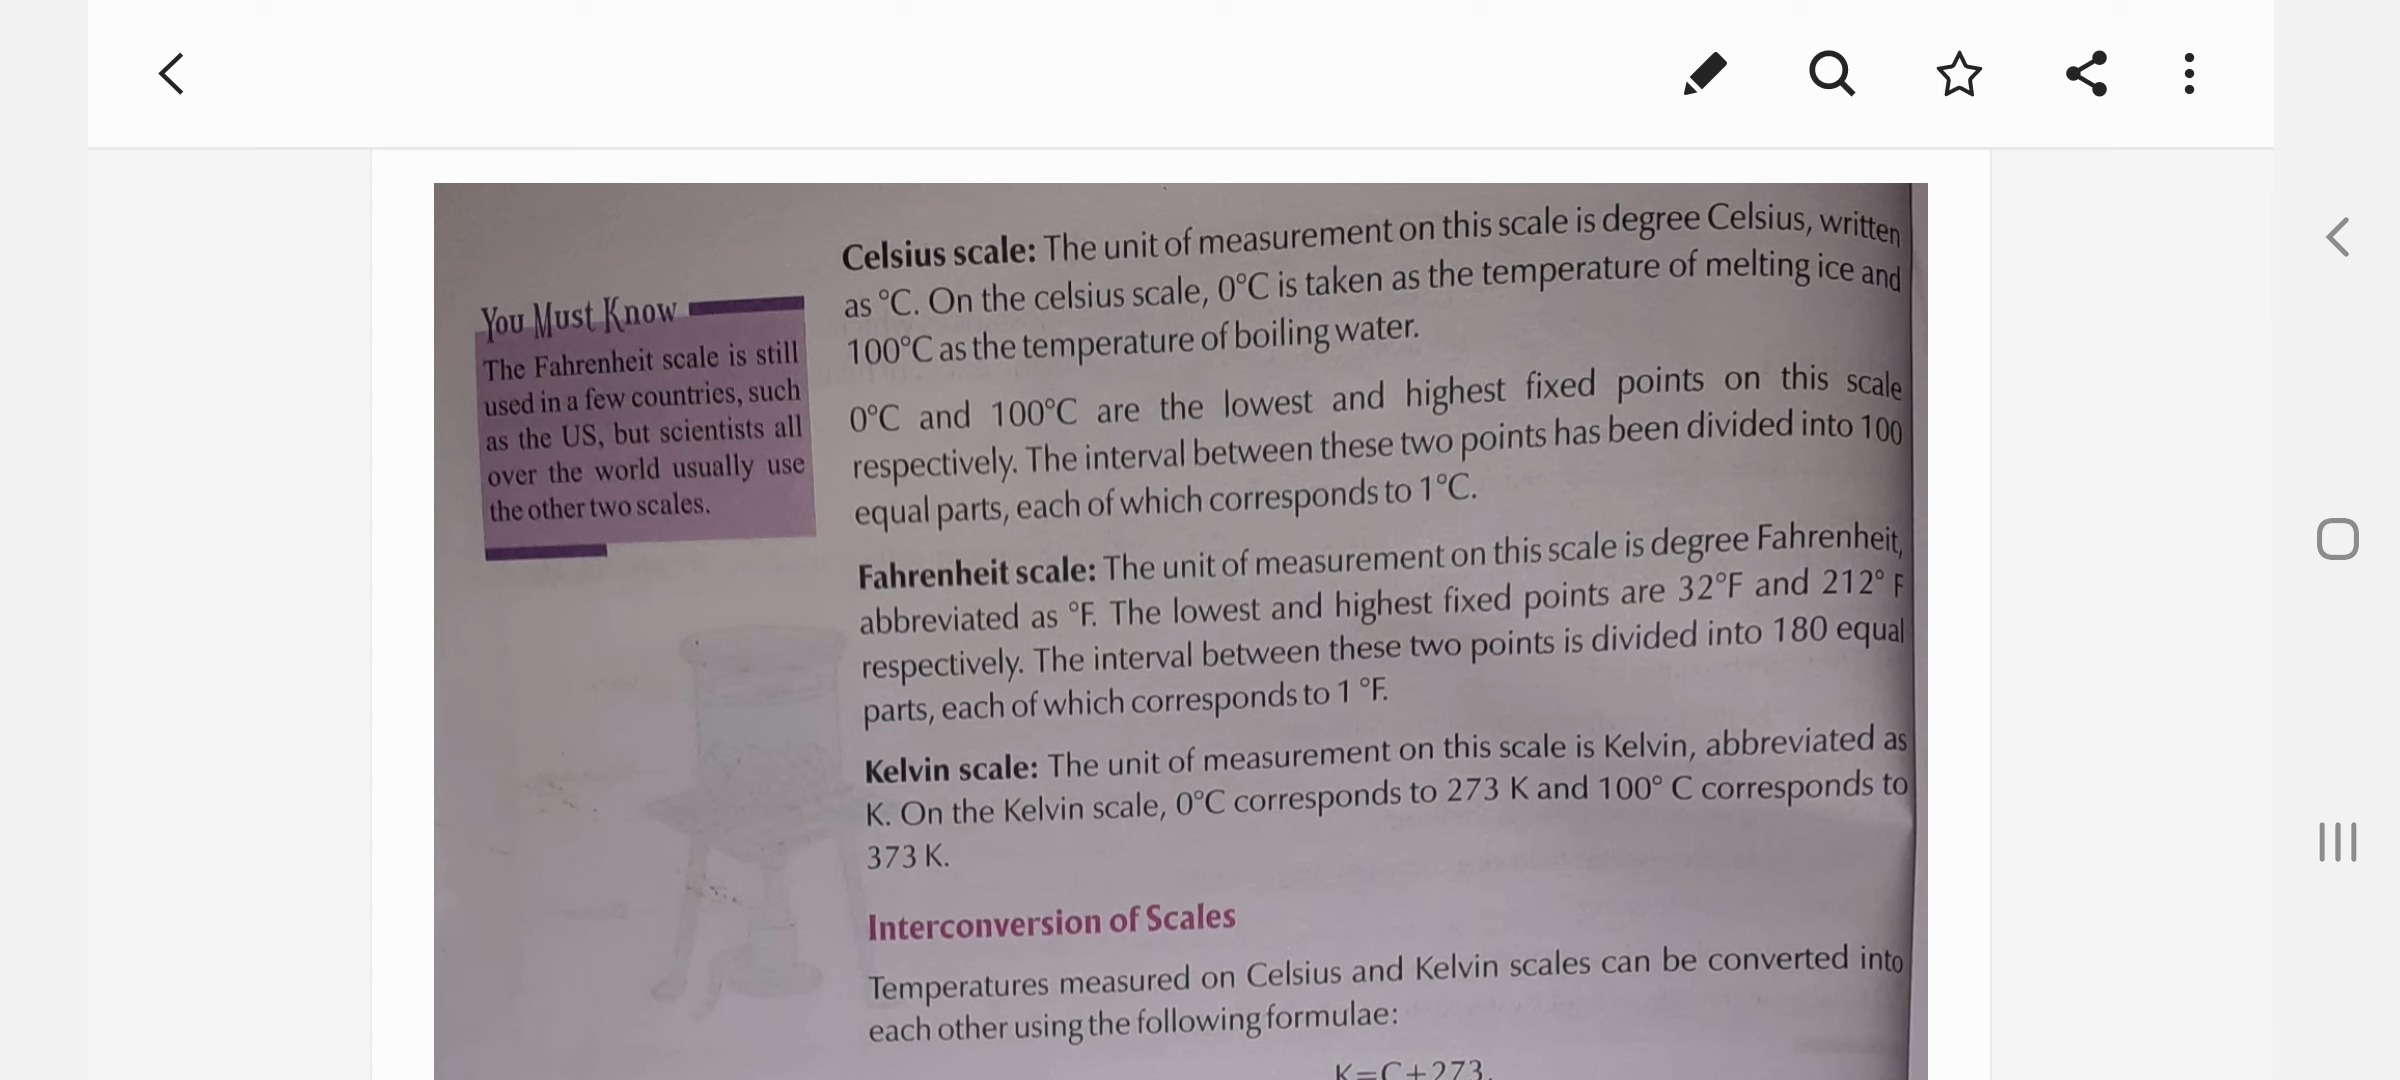 You Must Know
The Fahrenheit scale is still
used in a few countries, such
as the US, but scientists all
over the world usually use
the other two scales.
Celsius scale: The unit of measurement on this scale is degree Celsius, written
as °C. On the celsius scale, 0°C is taken as the temperature of melting ice and
100°C as the temperature of boiling water.
0°C and 100°C are the lowest and highest fixed points on this scale
respectively. The interval between these two points has been divided into 100
equal parts, each of which corresponds to 1°C.
Fahrenheit scale: The unit of measurement on this scale is degree Fahrenheit,
abbreviated as °F. The lowest and highest fixed points are 32°F and 212° F
respectively. The interval between these two points is divided into 180 equal
parts, each of which corresponds to 1 °F.
Kelvin scale: The unit of measurement on this scale is Kelvin, abbreviated as
K. On the Kelvin scale, 0°C corresponds to 273 K and 100° C corresponds to
373 K.
Interconversion of Scales
Temperatures measured on Celsius and Kelvin scales can be converted into
each other using the following formulae:
K=C+273.